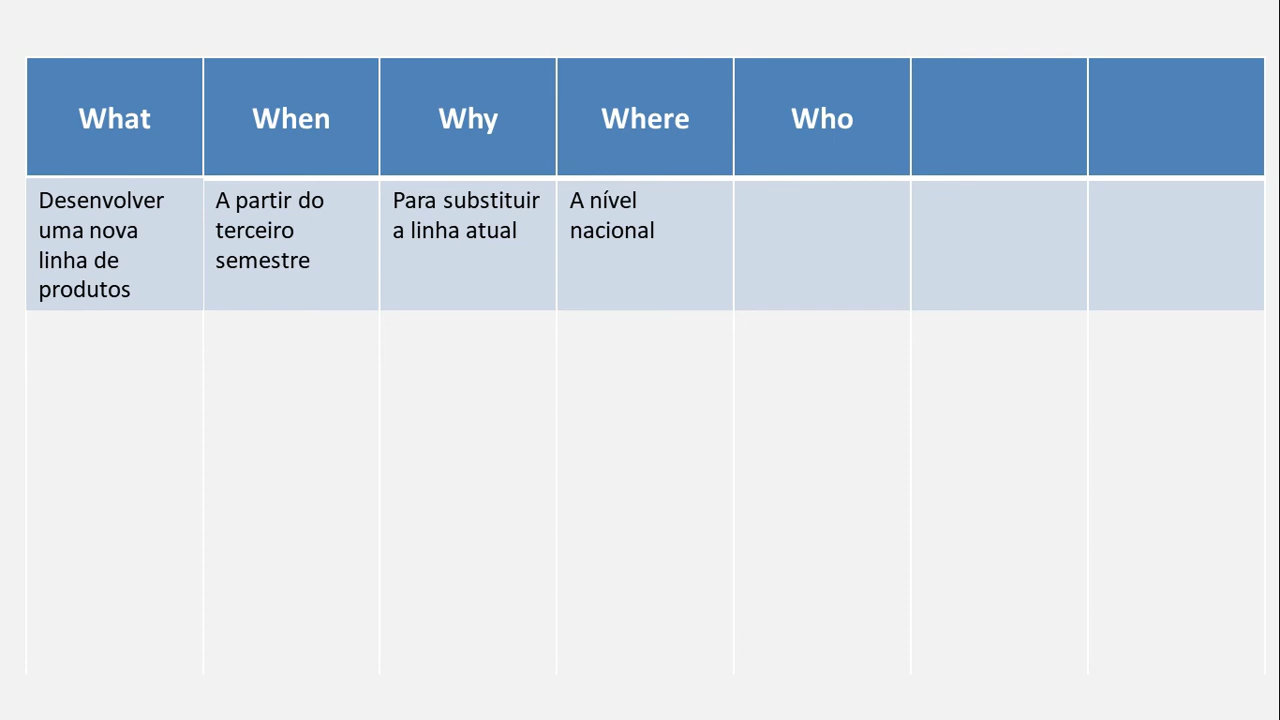 What When Why Where Who
Desenvolver
uma nova
linha de
produtos
A partir do
terceiro
semestre
Para substituir
a linha atual
A nível
nacional